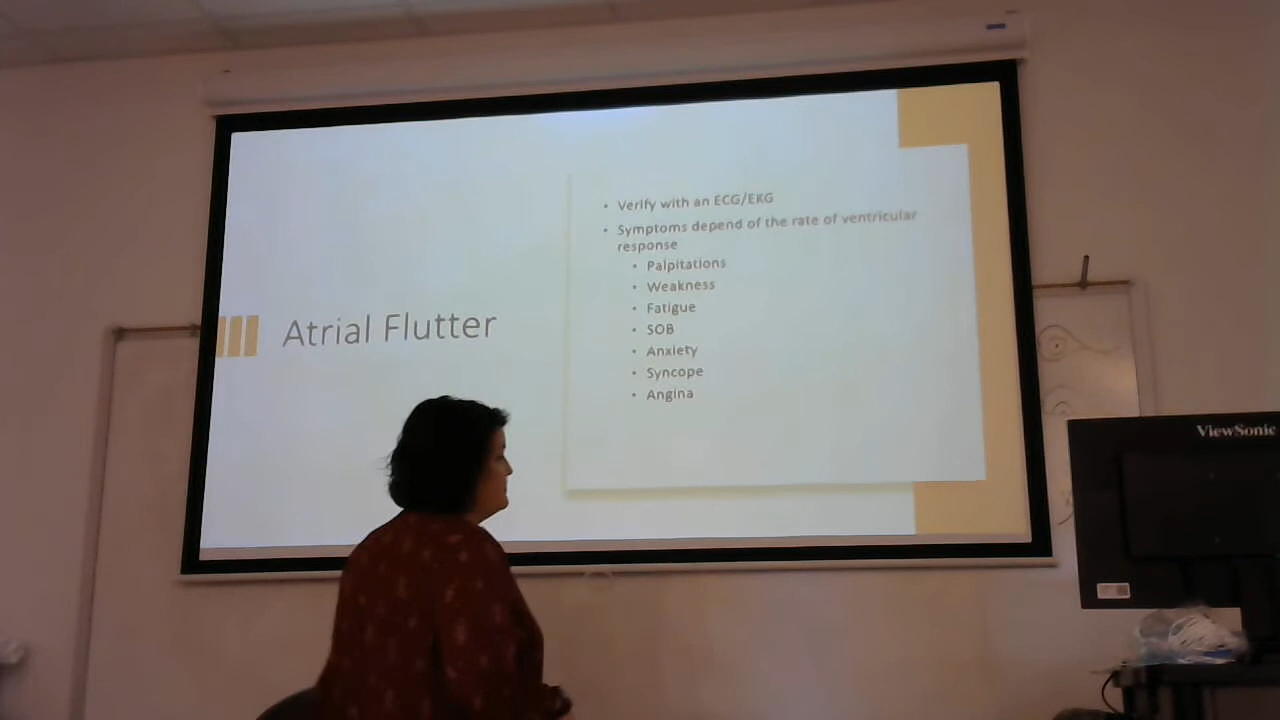 Atrial Flutter
• Verify with an ECG/EKG
• Symptoms depend of the rate of ventricular
response
• Palpitations
• Weakness
• Fatigue
• SOB
• Anxiety
• Syncope
• Angina
ViewSonic